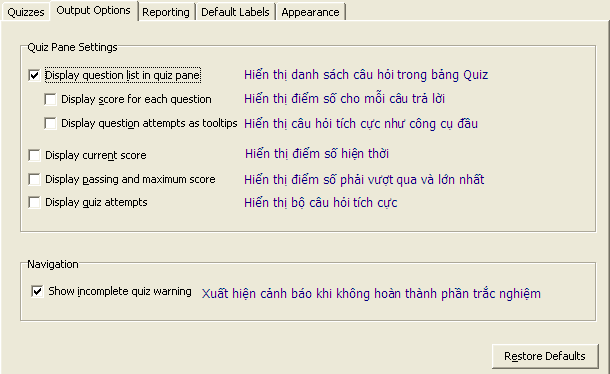 Quizzes Output Options Reporting Default Labels Appearance
Quiz Pane Settings
Display question list in quiz pane Hiển thị danh sách câu hỏi trong bảng Quiz
Display score for each question Hiển thị điểm số cho mỗi câu trả lời
Display question attempts as tooltips Hiển thị câu hỏi tích cực như công cụ đầu
Display current score Hiển thị điểm số hiện thời
Display passing and maximum score Hiển thị điểm số phải vượt qua và lớn nhất
Display quiz attempts Hiển thị bộ câu hỏi tích cực
Navigation
Show incomplete quiz warning Xuất hiện cảnh báo khi không hoàn thành phần trắc nghiệm
Restore Defaults